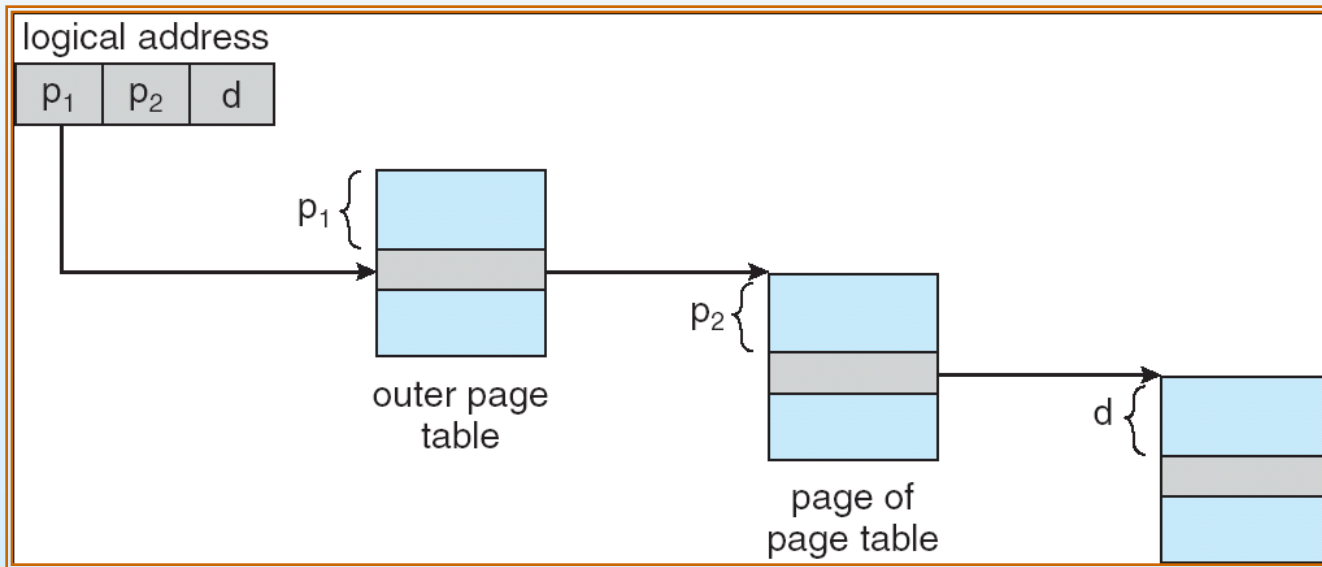 logical address
p₁ p₂ d
p₁
outer page
table
p₂
page of
page table
d